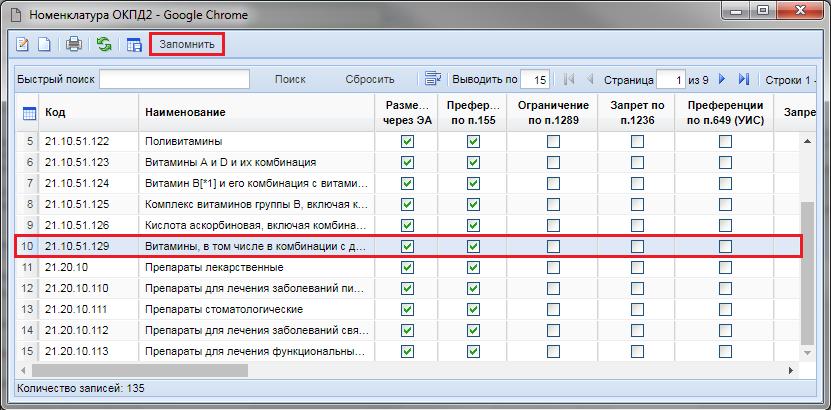 Номенклатура ОКПД2 - Google Chrome
Запомнить
Быстрый поиск Поиск Сбросить Выводить по 15 Страница 1 из 9 Строки 1 -
Код Наименование Разме... через ЭА Префер... по п.155 Ограничение по п.1289 Запрет по п.1236 Преференции по п.649 (УИС) Запре
5 21.10.51.122 Поливитамины
6 21.10.51.123 Витамины А и D и их комбинация
7 21.10.51.124 Витамин В[*1] и его комбинация с витами...
8 21.10.51.125 Комплекс витаминов группы В, включая к...
9 21.10.51.126 Кислота аскорбиновая, включая комбина...
10 21.10.51.129 Витамины, в том числе в комбинации с д...
11 21.20.10 Препараты лекарственные
12 21.20.10.110 Препараты для лечения заболеваний пи...
13 21.20.10.111 Препараты стоматологические
14 21.20.10.112 Препараты для лечения заболеваний свя...
15 21.20.10.113 Препараты для лечения функциональны...
Количество записей: 135